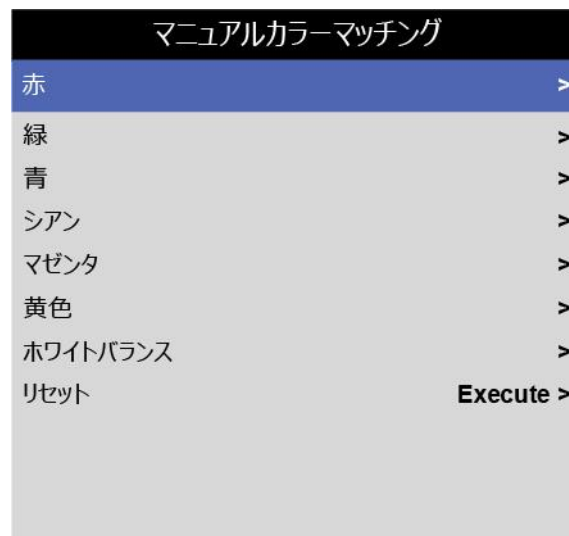 マニュアルカラーマッチング
赤 >
緑 >
青 >
シアン >
マゼンタ >
黄色 >
ホワイトバランス >
リセット Execute >